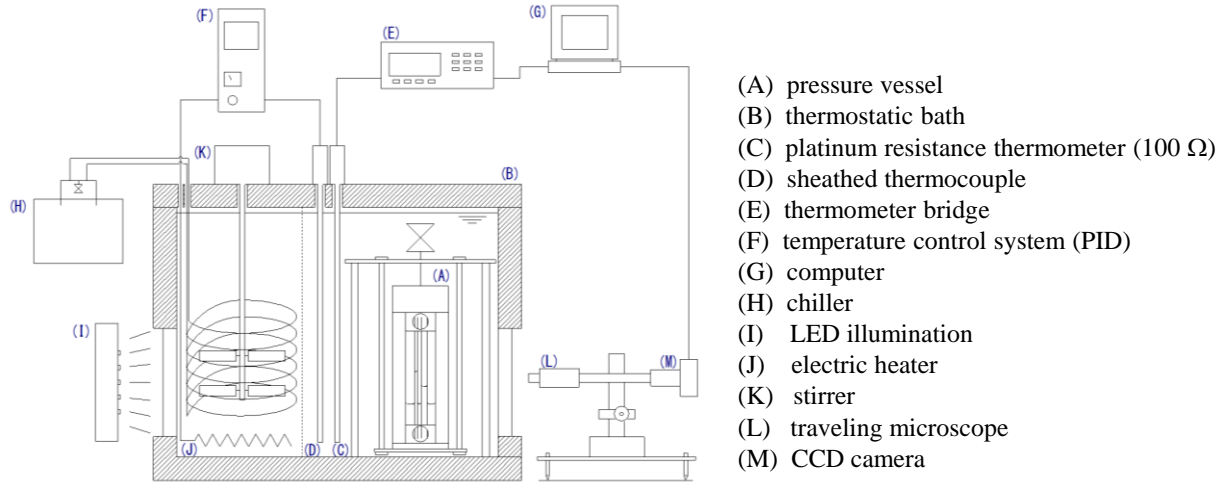 (F)
(G)
(E)
(K)
(B)
(H)
(A)
(I)
(L)
(M)
(J)
(D)
(C)
(A) pressure vessel
(B) thermostatic bath
(C) platinum resistance thermometer (100 Ω)
(D) sheathed thermocouple
(E) thermometer bridge
(F) temperature control system (PID)
(G) computer
(H) chiller
(I) LED illumination
(J) electric heater
(K) stirrer
(L) traveling microscope
(M) CCD camera